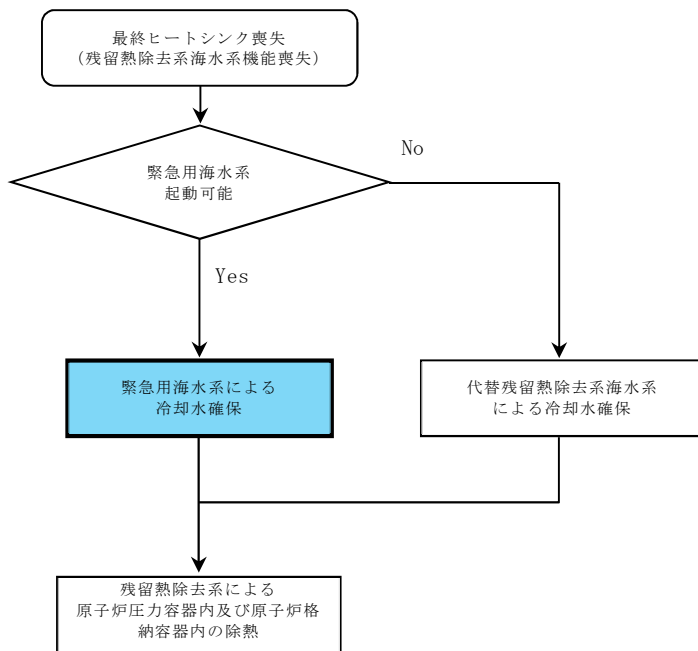 最終ヒートシンク喪失
(残留熱除去系海水系機能喪失)
緊急用海水系
起動可能
No
Yes
緊急用海水系による
冷却水確保
代替残留熱除去系海水系
による冷却水確保
残留熱除去系による
原子炉圧力容器内及び原子炉格
納容器内の除熱